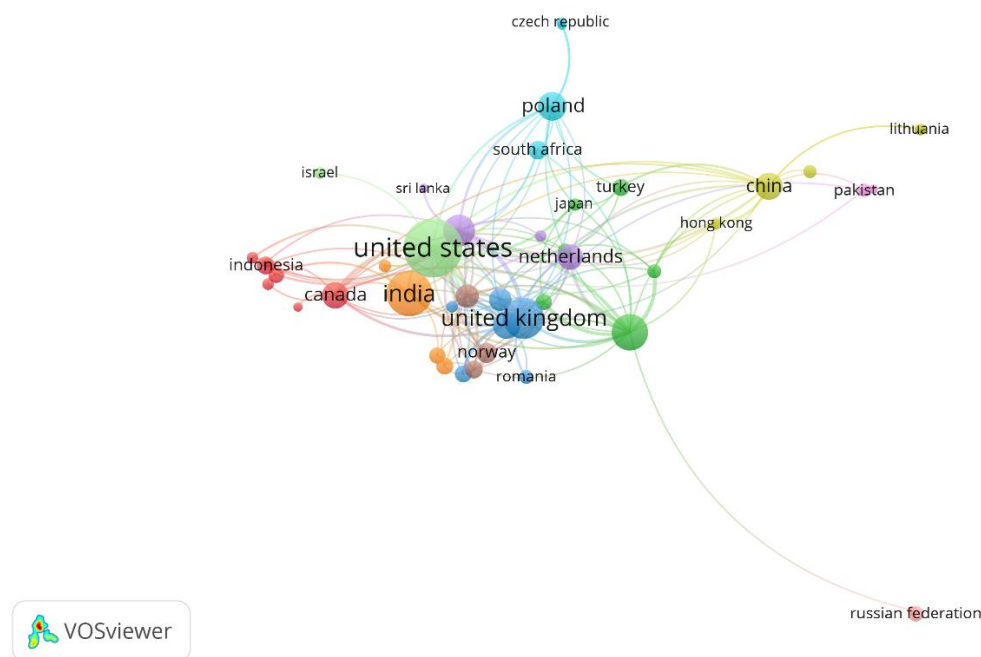 czech republic
poland
lithuania
south africa
israel
sri lanka
turkey
china
pakistan
japan
hong kong
united states
netherlands
indonesia
canada
india
united kingdom
norway
romania
russian federation
VOSviewer